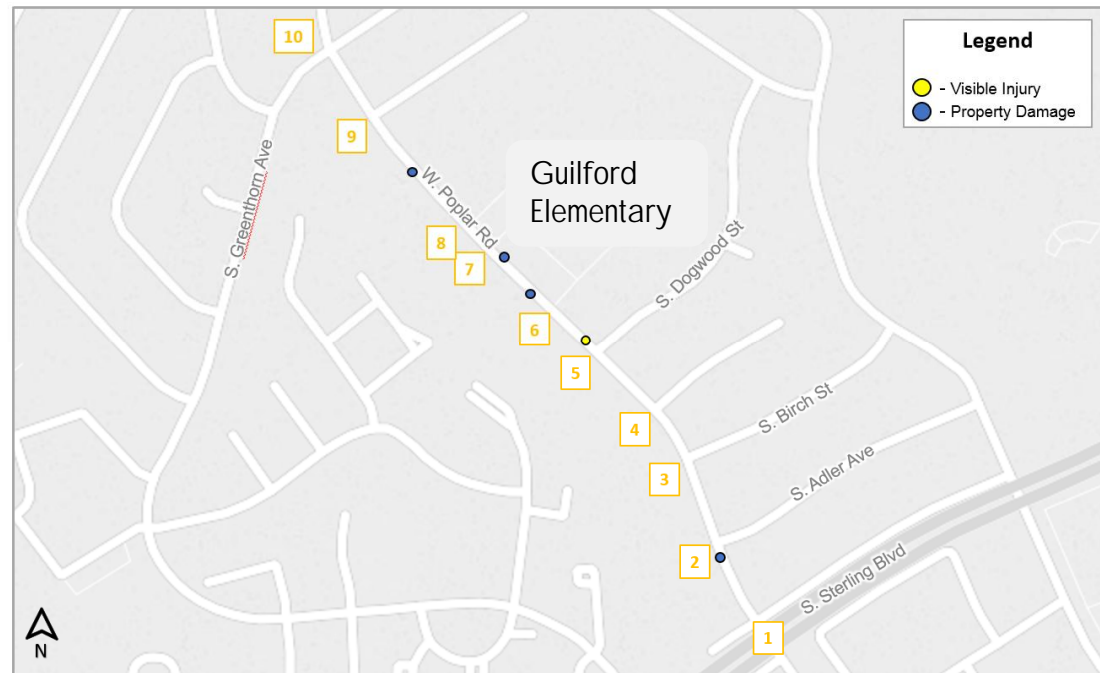 10
Legend
- Visible Injury
- Property Damage
9
W. Poplar Rd
Guilford
Elementary
S. Greenthorn Ave
8
7
S. Dogwood St
6
5
4
S. Birch St
3
S. Adler Ave
2
S. Sterling Blvd
1
N